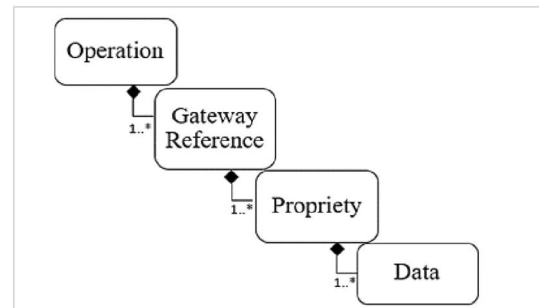 Operation
1..*
Gateway
Reference
1..*
Propriety
1..*
Data